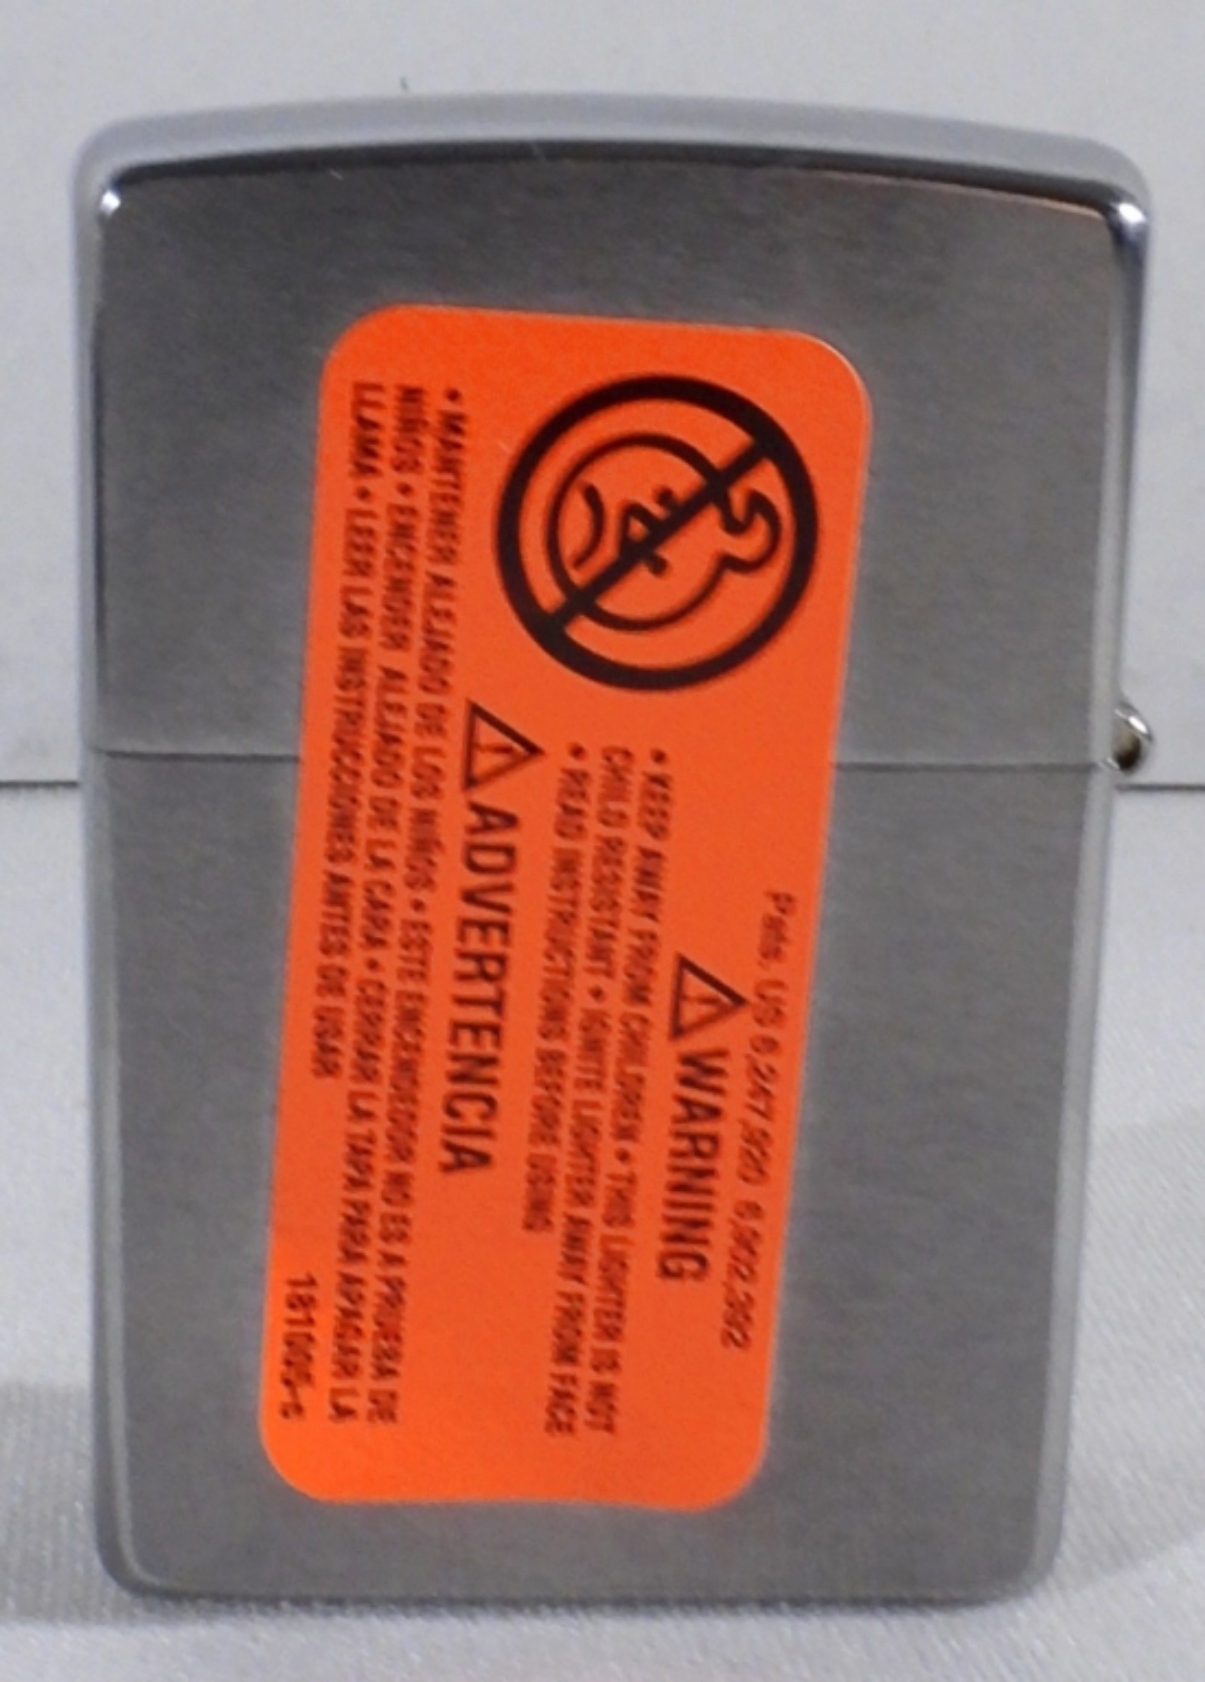 Pats. US 6,247,920 6,902,392
WARNING
• KEEP AWAY FROM CHILDREN • THIS LIGHTER IS NOT
CHILD RESISTANT • IGNITE LIGHTER AWAY FROM FACE
• READ INSTRUCTIONS BEFORE USING
ADVERTENCIA
• MANTENER ALEJADO DE LOS NIÑOS • ESTE ENCENDEDOR NO ES A PRUEBA DE
NIÑOS • ENCENDER ALEJADO DE LA CARA • CERRAR LA TAPA PARA APAGAR LA
LLAMA • LEER LAS INSTRUCCIONES ANTES DE USAR